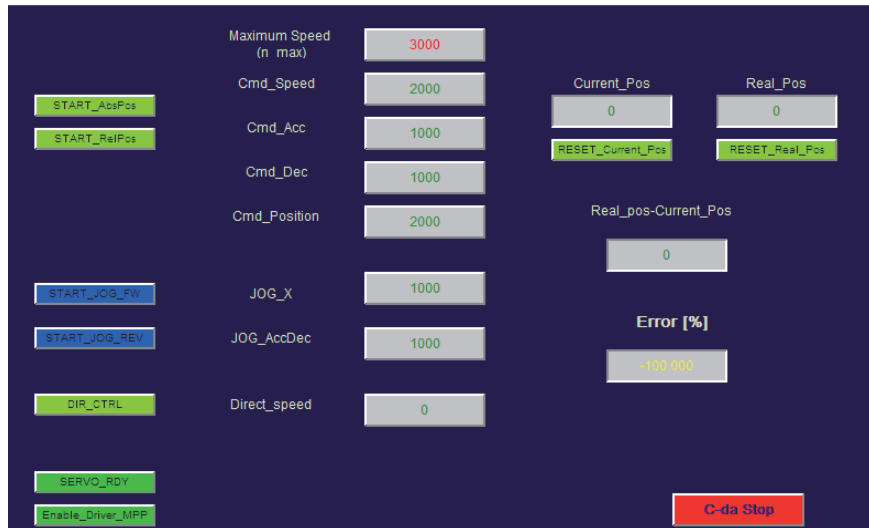 Maximum Speed
(n max)
3000
Cmd_Speed
2000
Cmd_Acc
1000
Cmd_Dec
1000
Cmd_Position
2000
START_AbsPos
START_RelPos
START_JOG_FW
START_JOG_REV
JOG_X
1000
JOG_AccDec
1000
DIR_CTRL
Direct_speed
0
SERVO_RDY
Enable_Driver_MPP
Current_Pos
0
RESET_Current_Pos
Real_Pos
0
RESET_Real_Pos
Real_pos-Current_Pos
0
Error [%]
-100.000
C-da Stop